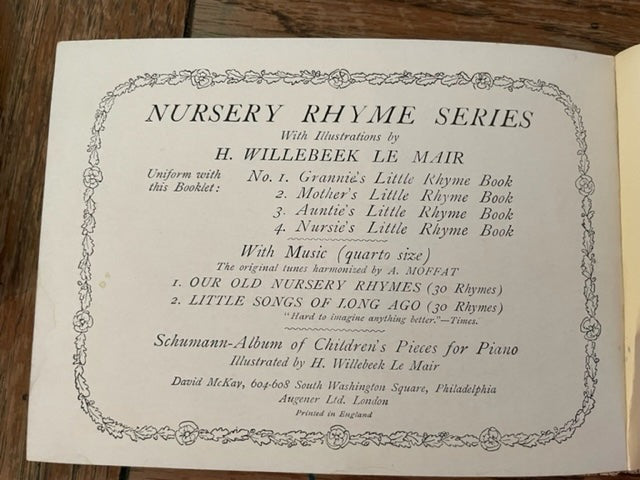 NURSERY RHYME SERIES
With Illustrations by
H. WILLEBEEK LE MAIR
Uniform with this Booklet:
No. 1. Grannie's Little Rhyme Book
2. Mother's Little Rhyme Book
3. Auntie's Little Rhyme Book
4. Nursie's Little Rhyme Book
With Music (quarto size)
The original tunes harmonized by A. MOFFAT
1. OUR OLD NURSERY RHYMES (30 Rhymes)
2. LITTLE SONGS OF LONG AGO (30 Rhymes)
"Hard to imagine anything better."—Times.
Schumann-Album of Children's Pieces for Piano
Illustrated by H. Willebeek Le Mair
David McKay, 604-608 South Washington Square, Philadelphia
Augener Ltd. London
Printed in England